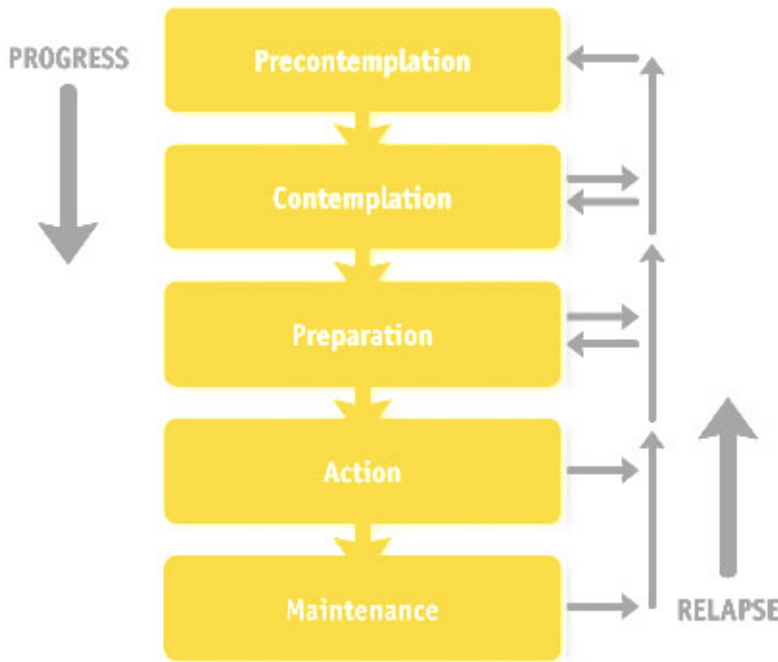 PROGRESS
Precontemplation
Contemplation
Preparation
Action
Maintenance
RELAPSE